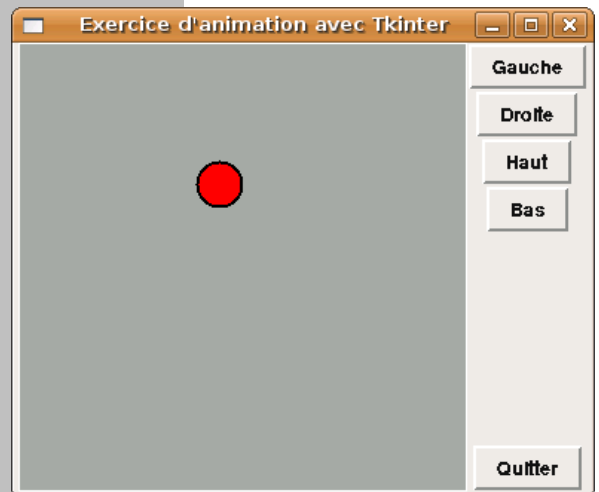 Exercice d'animation avec Tkinter
Gauche
Droite
Haut
Bas
Quitter